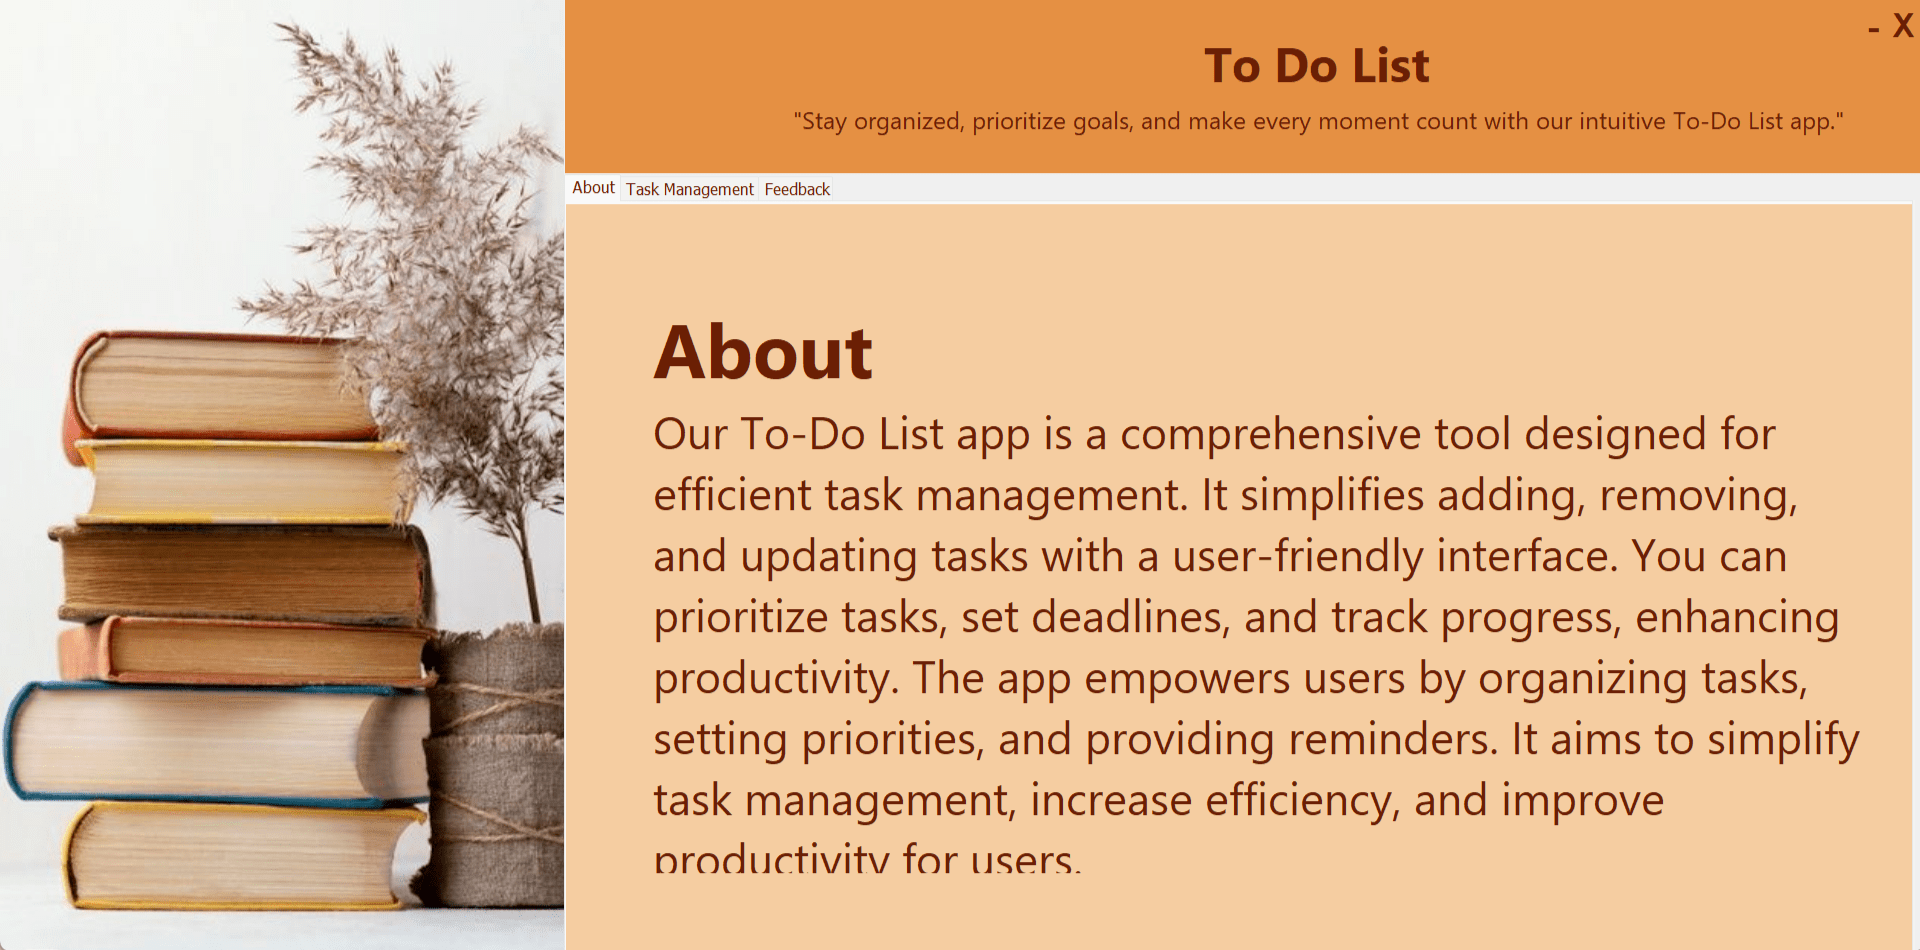 - X
To Do List
"Stay organized, prioritize goals, and make every moment count with our intuitive To-Do List app."
About Task Management Feedback
About
Our To-Do List app is a comprehensive tool designed for
efficient task management. It simplifies adding, removing,
and updating tasks with a user-friendly interface. You can
prioritize tasks, set deadlines, and track progress, enhancing
productivity. The app empowers users by organizing tasks,
setting priorities, and providing reminders. It aims to simplify
task management, increase efficiency, and improve
productivity for users.